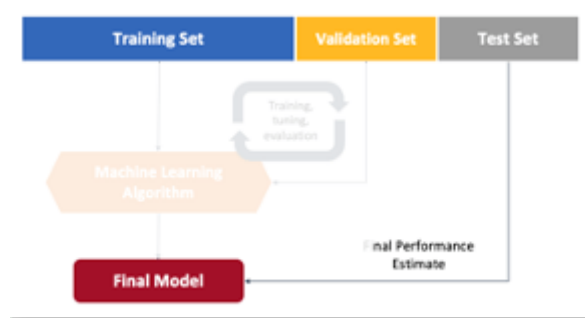 Training Set
Validation Set
Test Set
Training,
tuning,
evaluation
Machine Learning
Algorithm
Final Performance
Estimate
Final Model